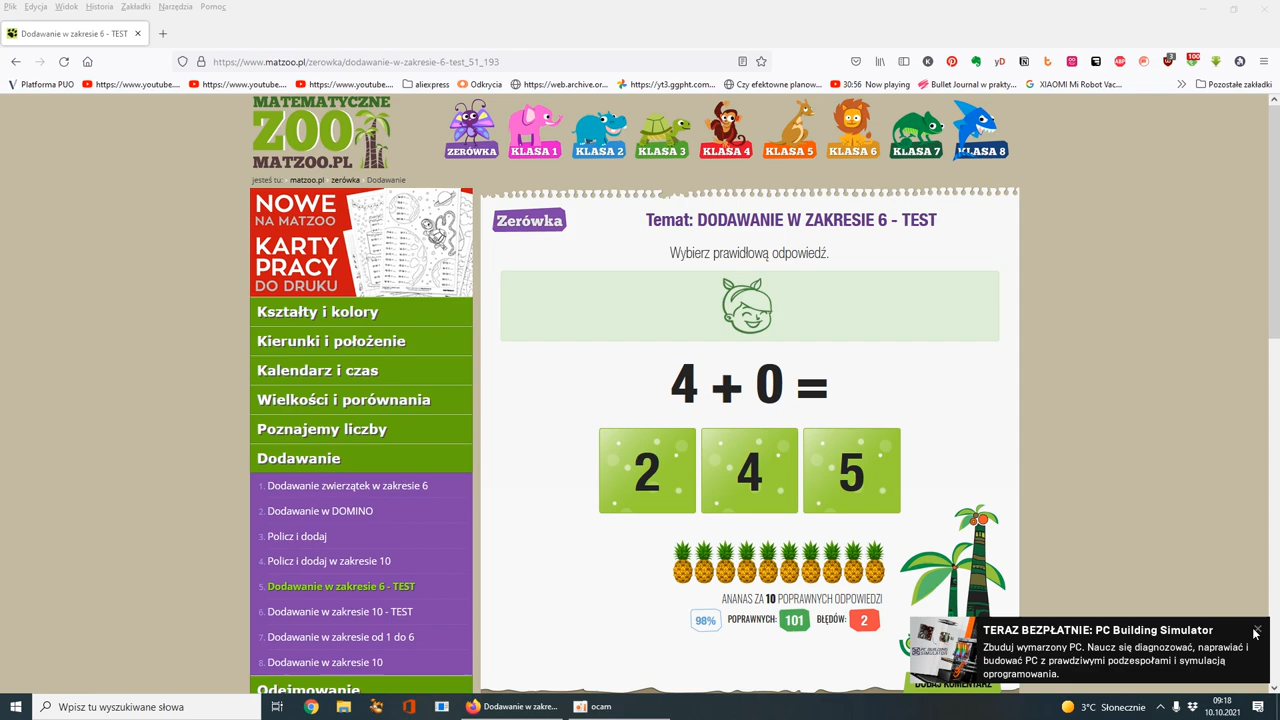 Plik Edycja Widok Historia Zakładki Narzędzia Pomoc
Dodawanie w zakresie 6 - TEST
https://www.matzoo.pl/zerowka/dodawanie-w-zakresie-6-test_51_193
3 100
Platforma PUO https://www.youtube.... https://www.youtube.... https://www.youtube.... aliexpress Odkrycia https://web.archive.or... https://yt3.ggpht.com... Czy efektowne planow... 30:56 Now playing Bullet Journal w prakty... XIAOMI Mi Robot Vac... Pozostałe zakładki
MATEMATYCZNE
ZOO
MATZOO.PL
ZERÓWKA KLASA 1 KLASA 2 KLASA 3 KLASA 4 KLASA 5 KLASA 6 KLASA 7 KLASA 8
jesteś tu: matzoo.pl zerówka Dodawanie
NOWE
NA MATZOO
KARTY
PRACY
DO DRUKU
Kształty i kolory
Kierunki i położenie
Kalendarz i czas
Wielkości i porównania
Poznajemy liczby
Dodawanie
1. Dodawanie zwierzątek w zakresie 6
2. Dodawanie w DOMINO
3. Policz i dodaj
4. Policz i dodaj w zakresie 10
5. Dodawanie w zakresie 6 - TEST
6. Dodawanie w zakresie 10 - TEST
7. Dodawanie w zakresie od 1 do 6
8. Dodawanie w zakresie 10
Odejmowanie
Zerówka
Temat: DODAWANIE W ZAKRESIE 6 - TEST
Wybierz prawidłową odpowiedź.
4 + 0 =
2 4 5
ANANAS ZA 10 POPRAWNYCH ODPOWIEDZI
98% POPRAWNYCH: 101 BŁĘDÓW: 2
DODAJ KOMENTARZ
TERAZ BEZPŁATNIE: PC Building Simulator
Zbuduj wymarzony PC. Naucz się diagnozować, naprawiać i
budować PC z prawdziwymi podzespołami i symulacją
oprogramowania.
Wpisz tu wyszukiwane słowa
Dodawanie w zakre...
ocam
3°C Słonecznie
09:18
10.10.2021